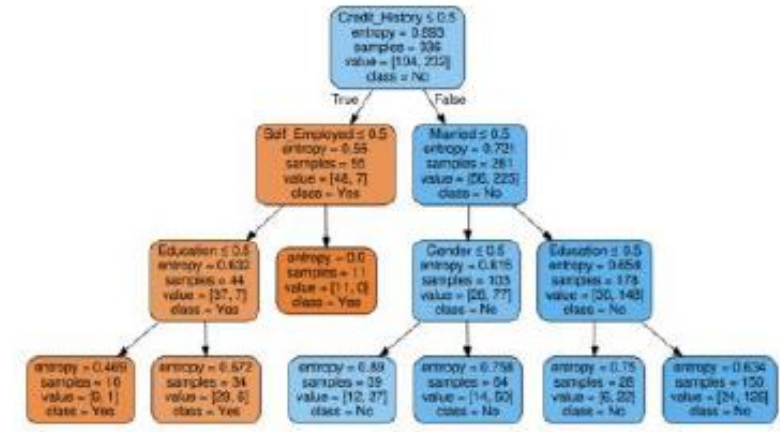 Credit_History ≤ 0.5
entropy = 0.893
samples = 336
value = [104, 232]
class = No
True
False
Self_Employed ≤ 0.5
entropy = 0.55
samples = 55
value = [48, 7]
class = Yes
Married ≤ 0.5
entropy = 0.721
samples = 281
value = [56, 225]
class = No
Education ≤ 0.5
entropy = 0.632
samples = 44
value = [37, 7]
class = Yes
entropy = 0.0
samples = 11
value = [11, 0]
class = Yes
Gender ≤ 0.5
entropy = 0.815
samples = 103
value = [26, 77]
class = No
Education ≤ 0.5
entropy = 0.654
samples = 178
value = [30, 148]
class = No
entropy = 0.469
samples = 10
value = [9, 1]
class = Yes
entropy = 0.672
samples = 34
value = [28, 6]
class = Yes
entropy = 0.89
samples = 39
value = [12, 27]
class = No
entropy = 0.758
samples = 64
value = [14, 50]
class = No
entropy = 0.75
samples = 28
value = [6, 22]
class = No
entropy = 0.634
samples = 150
value = [24, 126]
class = No